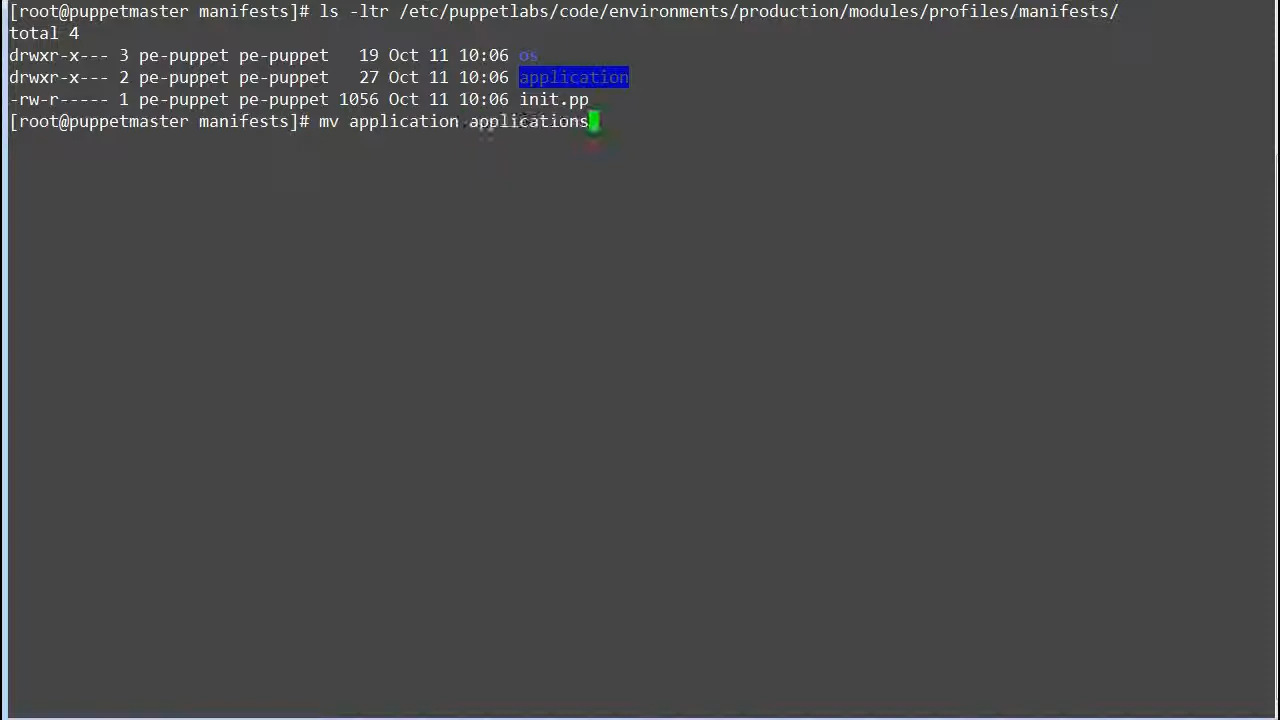 [root@puppetmaster manifests]# ls -ltr /etc/puppetlabs/code/environments/production/modules/profiles/manifests/
total 4
drwxr-x--- 3 pe-puppet pe-puppet   19 Oct 11 10:06 os
drwxr-x--- 2 pe-puppet pe-puppet   27 Oct 11 10:06 application
-rw-r----- 1 pe-puppet pe-puppet 1056 Oct 11 10:06 init.pp
[root@puppetmaster manifests]# mv application applications